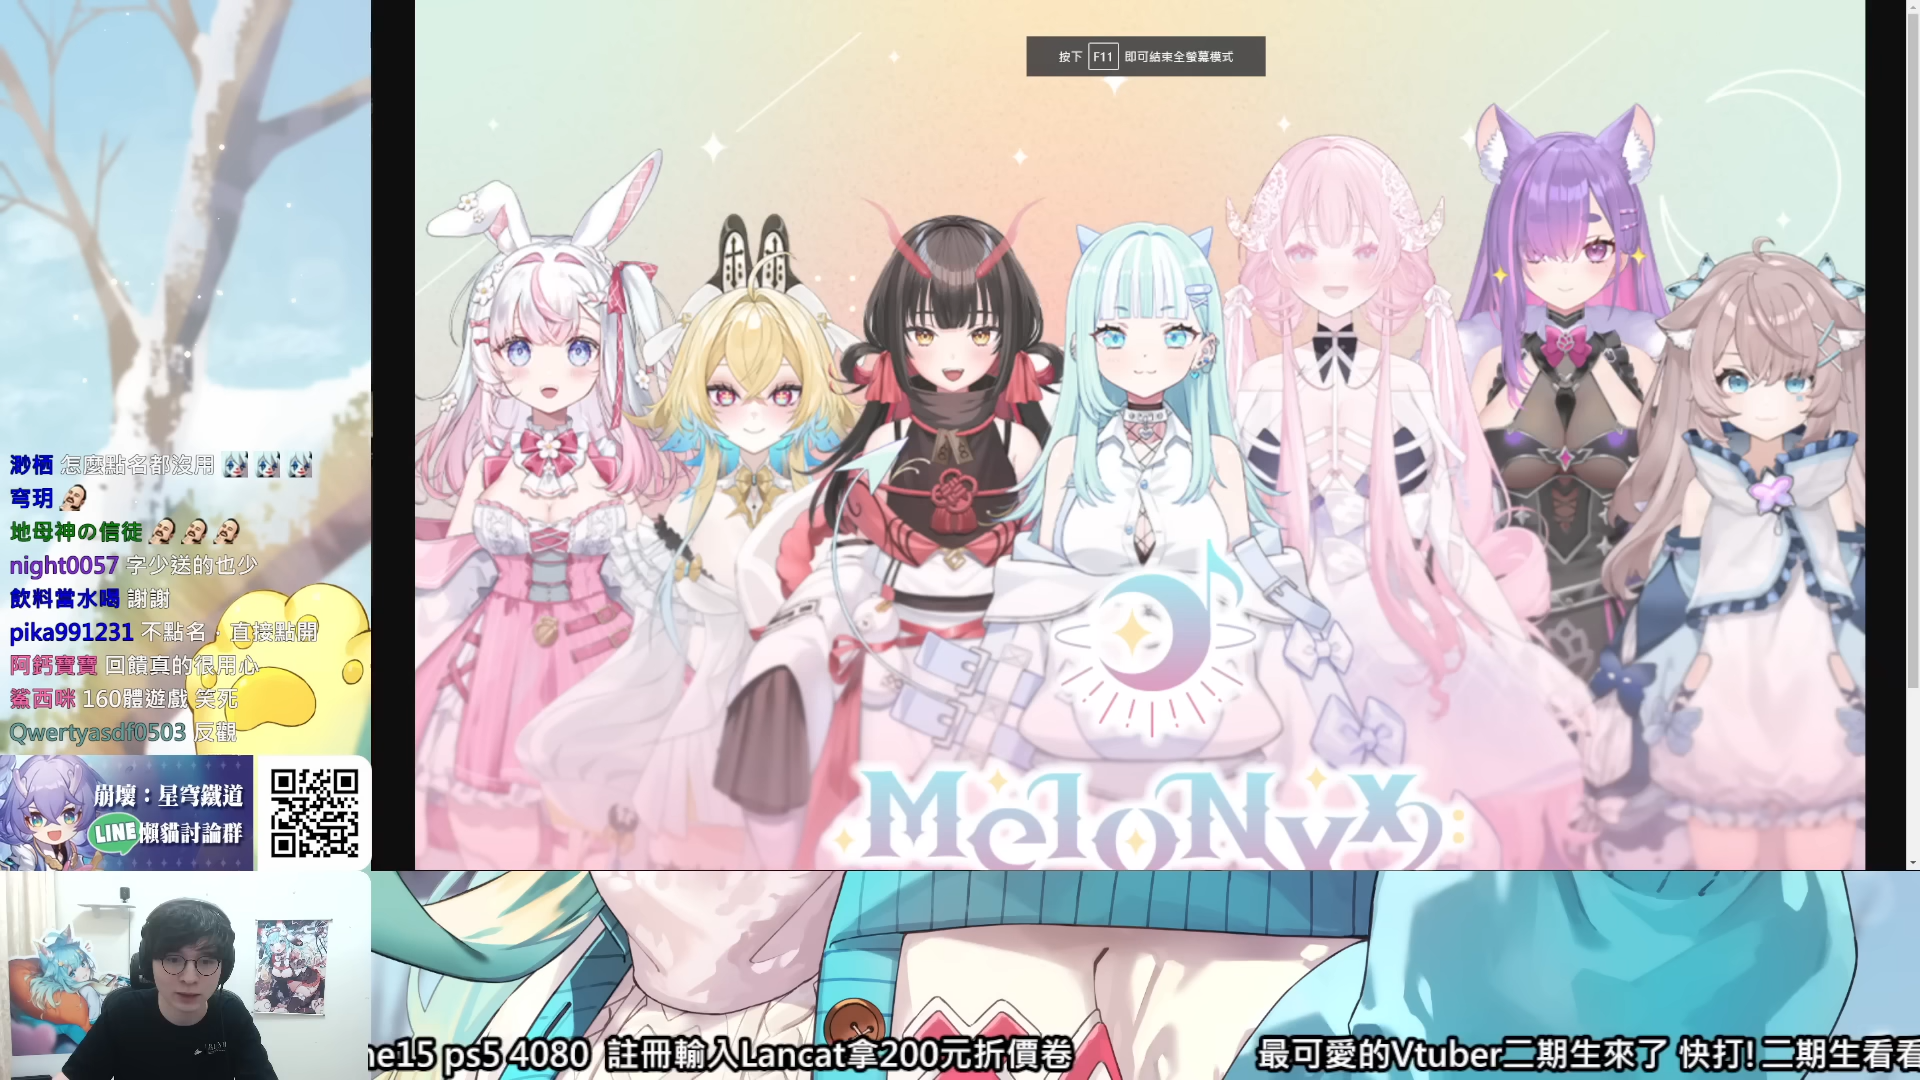 按下 F11 即可結束全螢幕模式
渺栖 怎麼點名都沒用
穹玥
地母神の信徒
night0057 字少送的也少
飲料當水喝 謝謝
pika991231 不點名，直接點開
阿鈣寶寶 回饋真的很用心
鯊西咪 160體遊戲 笑死
Qwertyasdf0503 反觀
崩壞：星穹鐵道
LINE 懶貓討論群
MeloNyx
ne15 ps5 4080 註冊輸入Lancat拿200元折價卷
最可愛的Vtuber二期生來了 快打! 二期生看看